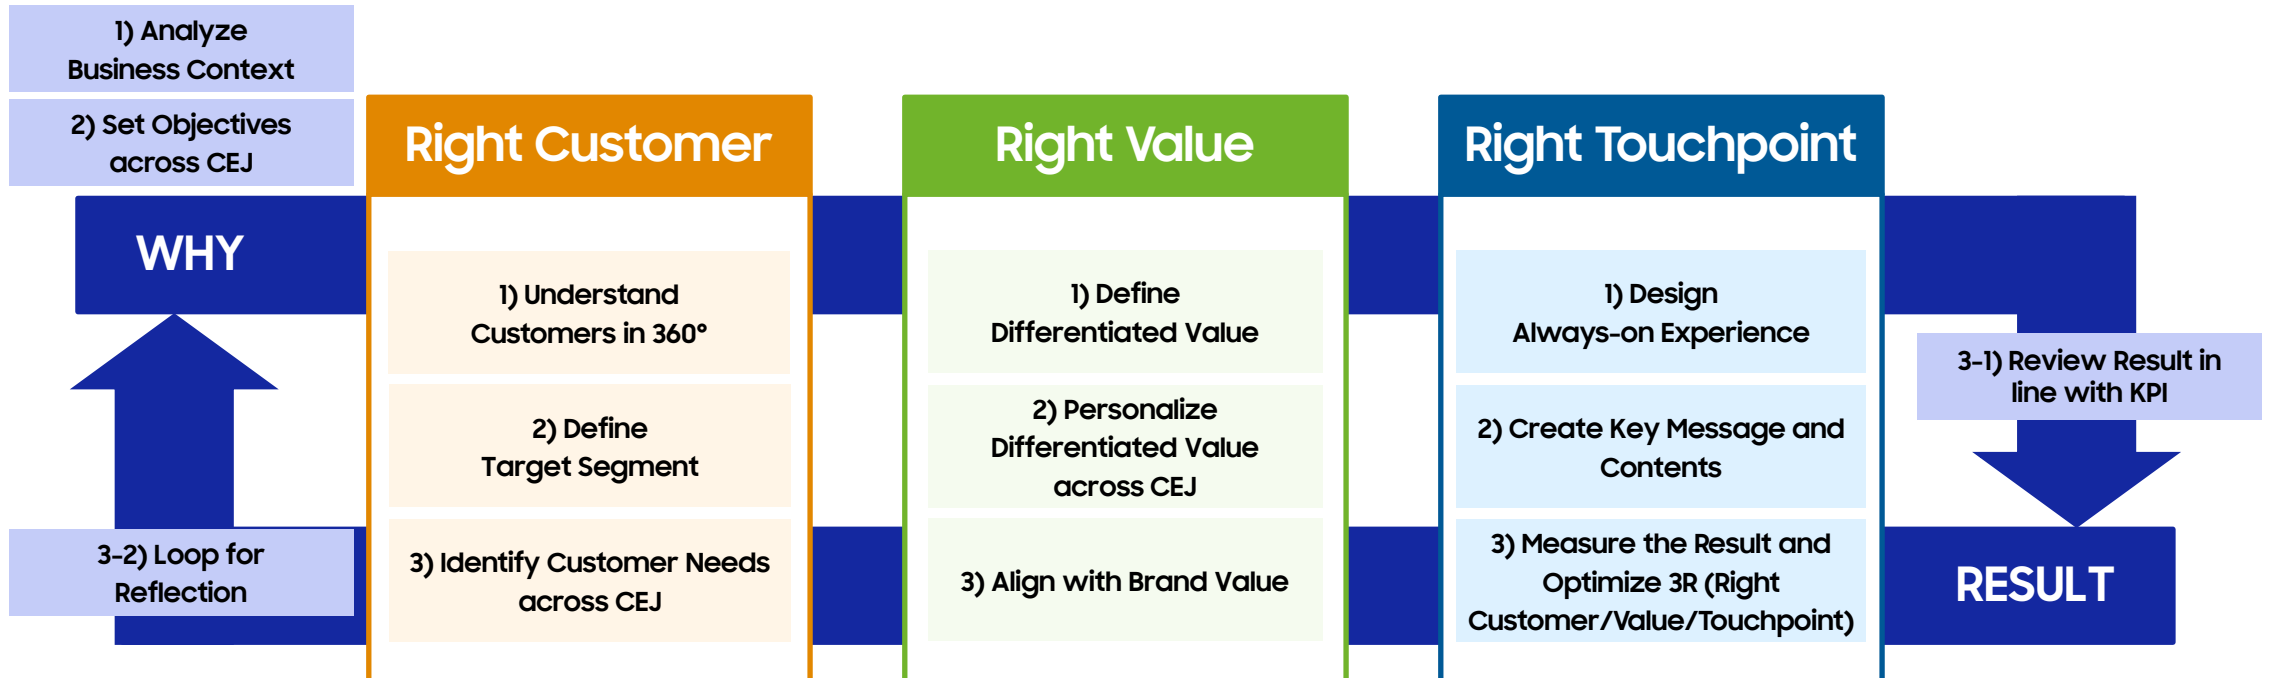 1) Analyze
Business Context
2) Set Objectives
across CEJ
WHY
3-2) Loop for
Reflection
Right Customer
1) Understand
Customers in 360°
2) Define
Target Segment
3) Identify Customer Needs
across CEJ
Right Value
1) Define
Differentiated Value
2) Personalize
Differentiated Value
across CEJ
3) Align with Brand Value
Right Touchpoint
1) Design
Always-on Experience
2) Create Key Message and
Contents
3) Measure the Result and
Optimize 3R (Right
Customer/Value/Touchpoint)
3-1) Review Result in
line with KPI
RESULT